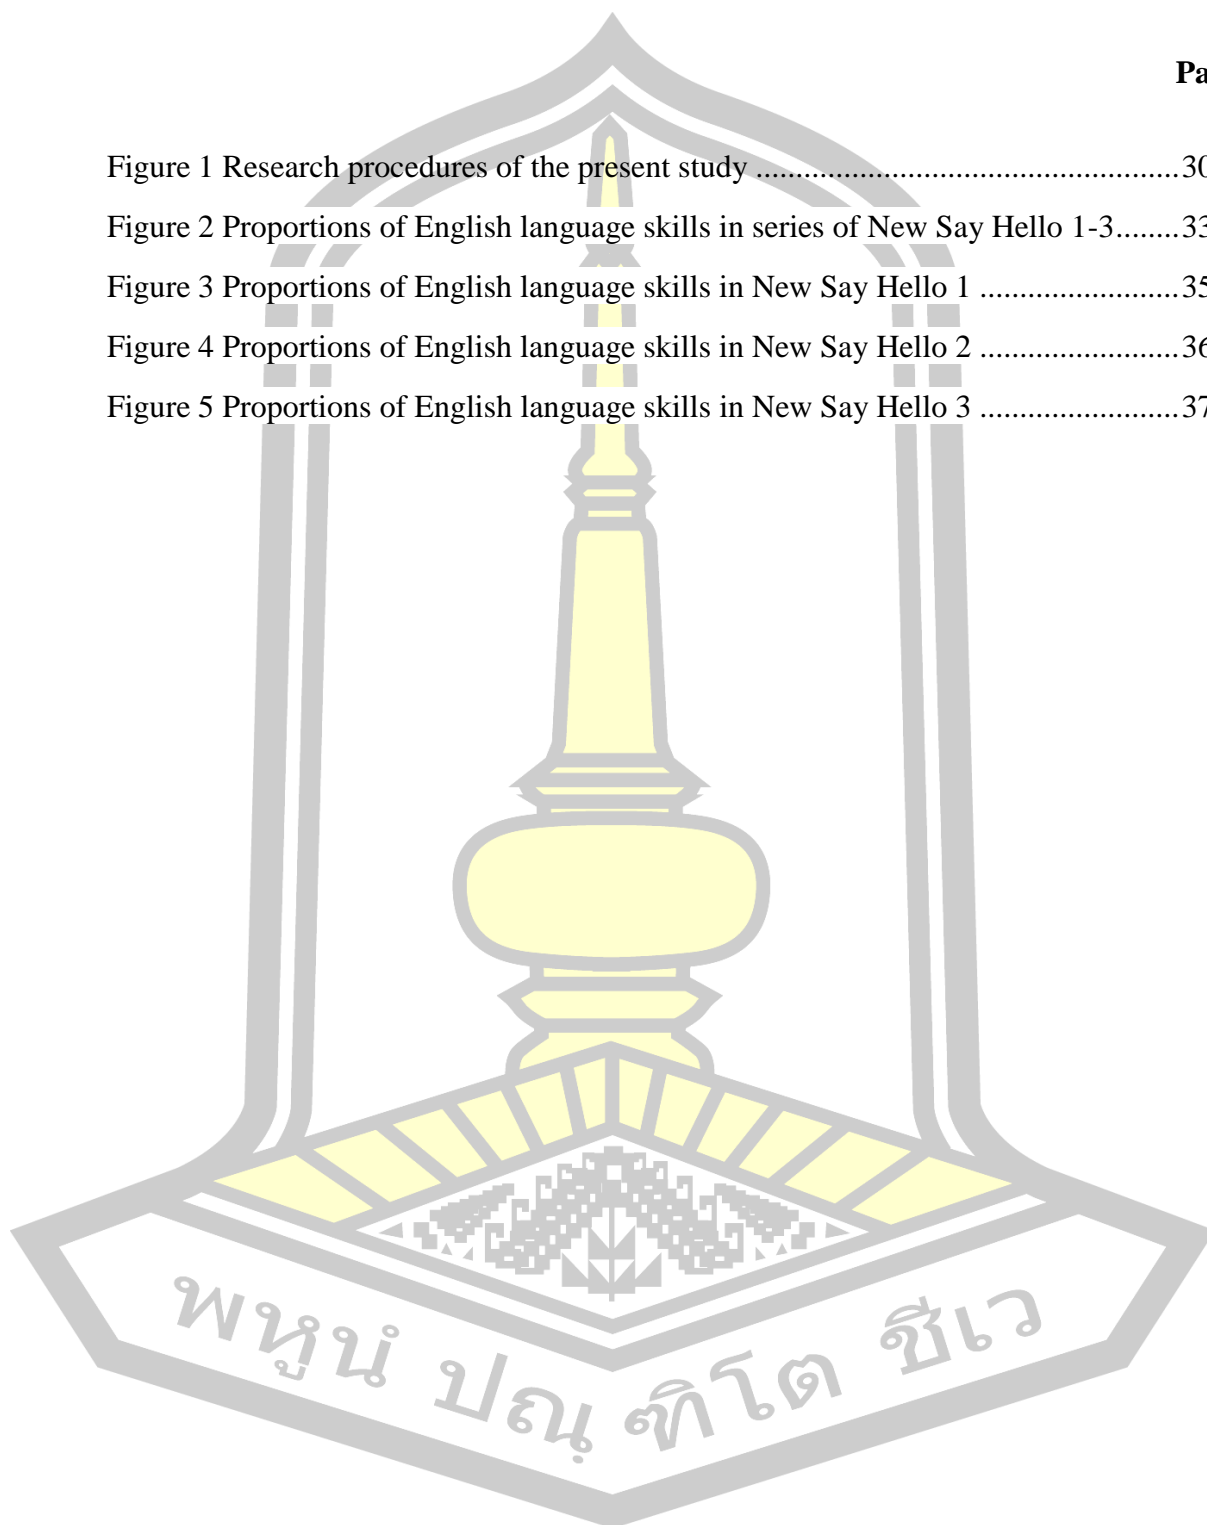 Pa
Figure 1 Research procedures of the present study ....................................................30
Figure 2 Proportions of English language skills in series of New Say Hello 1-3........33
Figure 3 Proportions of English language skills in New Say Hello 1 ........................35
Figure 4 Proportions of English language skills in New Say Hello 2 ........................36
Figure 5 Proportions of English language skills in New Say Hello 3 ........................37
พหูนํ ปณฺฑิโต ชีเว